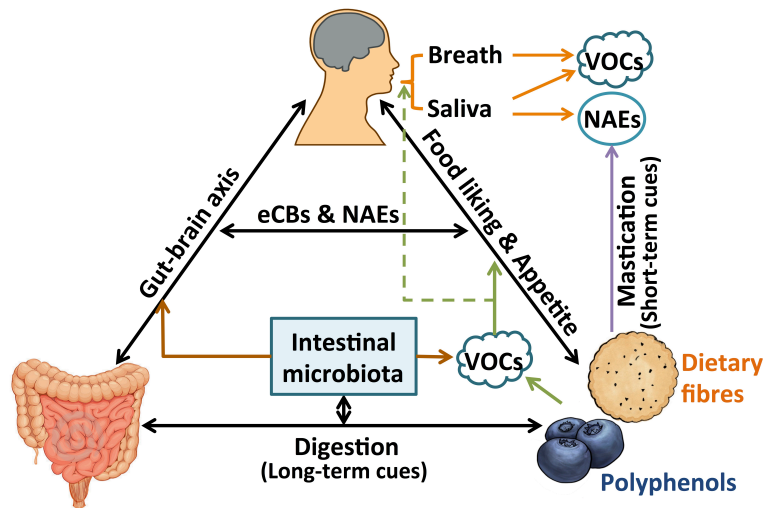 Breath
VOCs
Saliva
NAEs
Gut-brain axis
eCBs & NAEs
Food liking & Appetite
Mastication
(Short-term cues)
Intestinal
microbiota
VOCs
Dietary
fibres
Digestion
(Long-term cues)
Polyphenols